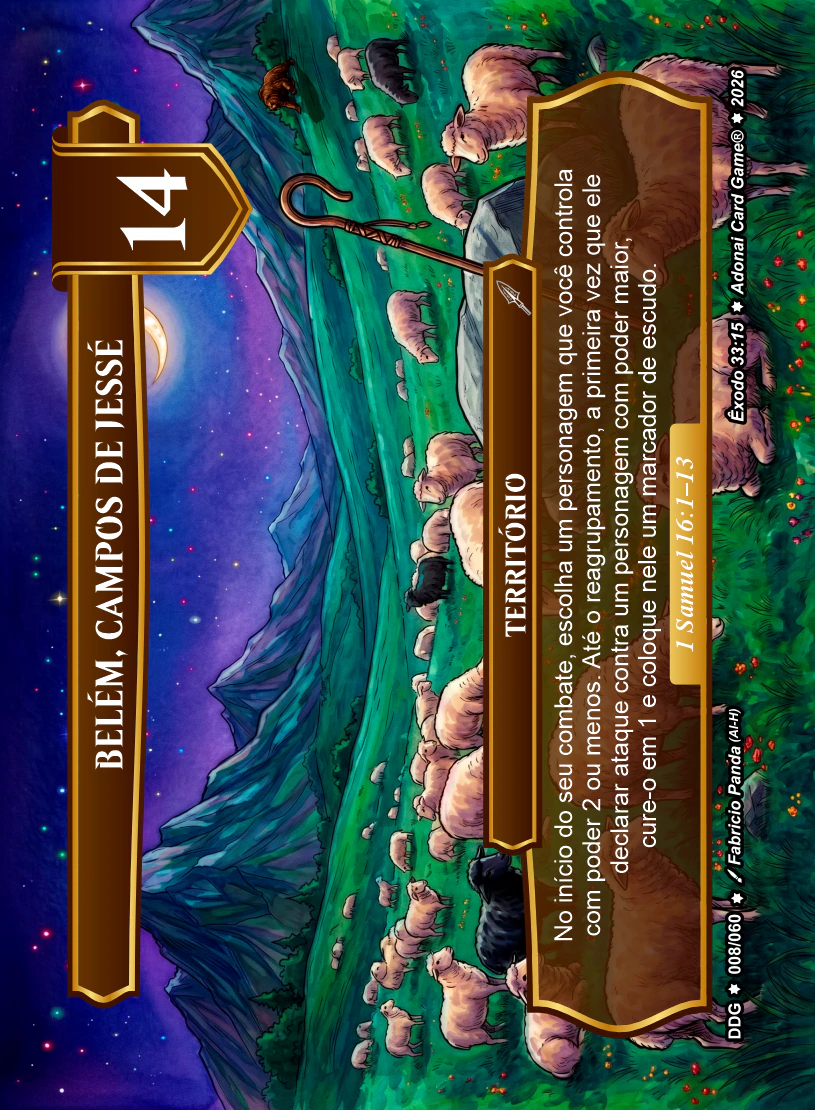 BELÉM, CAMPOS DE JESSÉ
14
TERRITÓRIO
No início do seu combate, escolha um personagem que você controla
com poder 2 ou menos. Até o reagrupamento, a primeira vez que ele
declarar ataque contra um personagem com poder maior,
cure-o em 1 e coloque nele um marcador de escudo.
1 Samuel 16:1–13
DDG ★ 008/060 ★ Fabricio Panda (AI-H)
Êxodo 33:15 ★ Adonai Card Game® ★ 2026